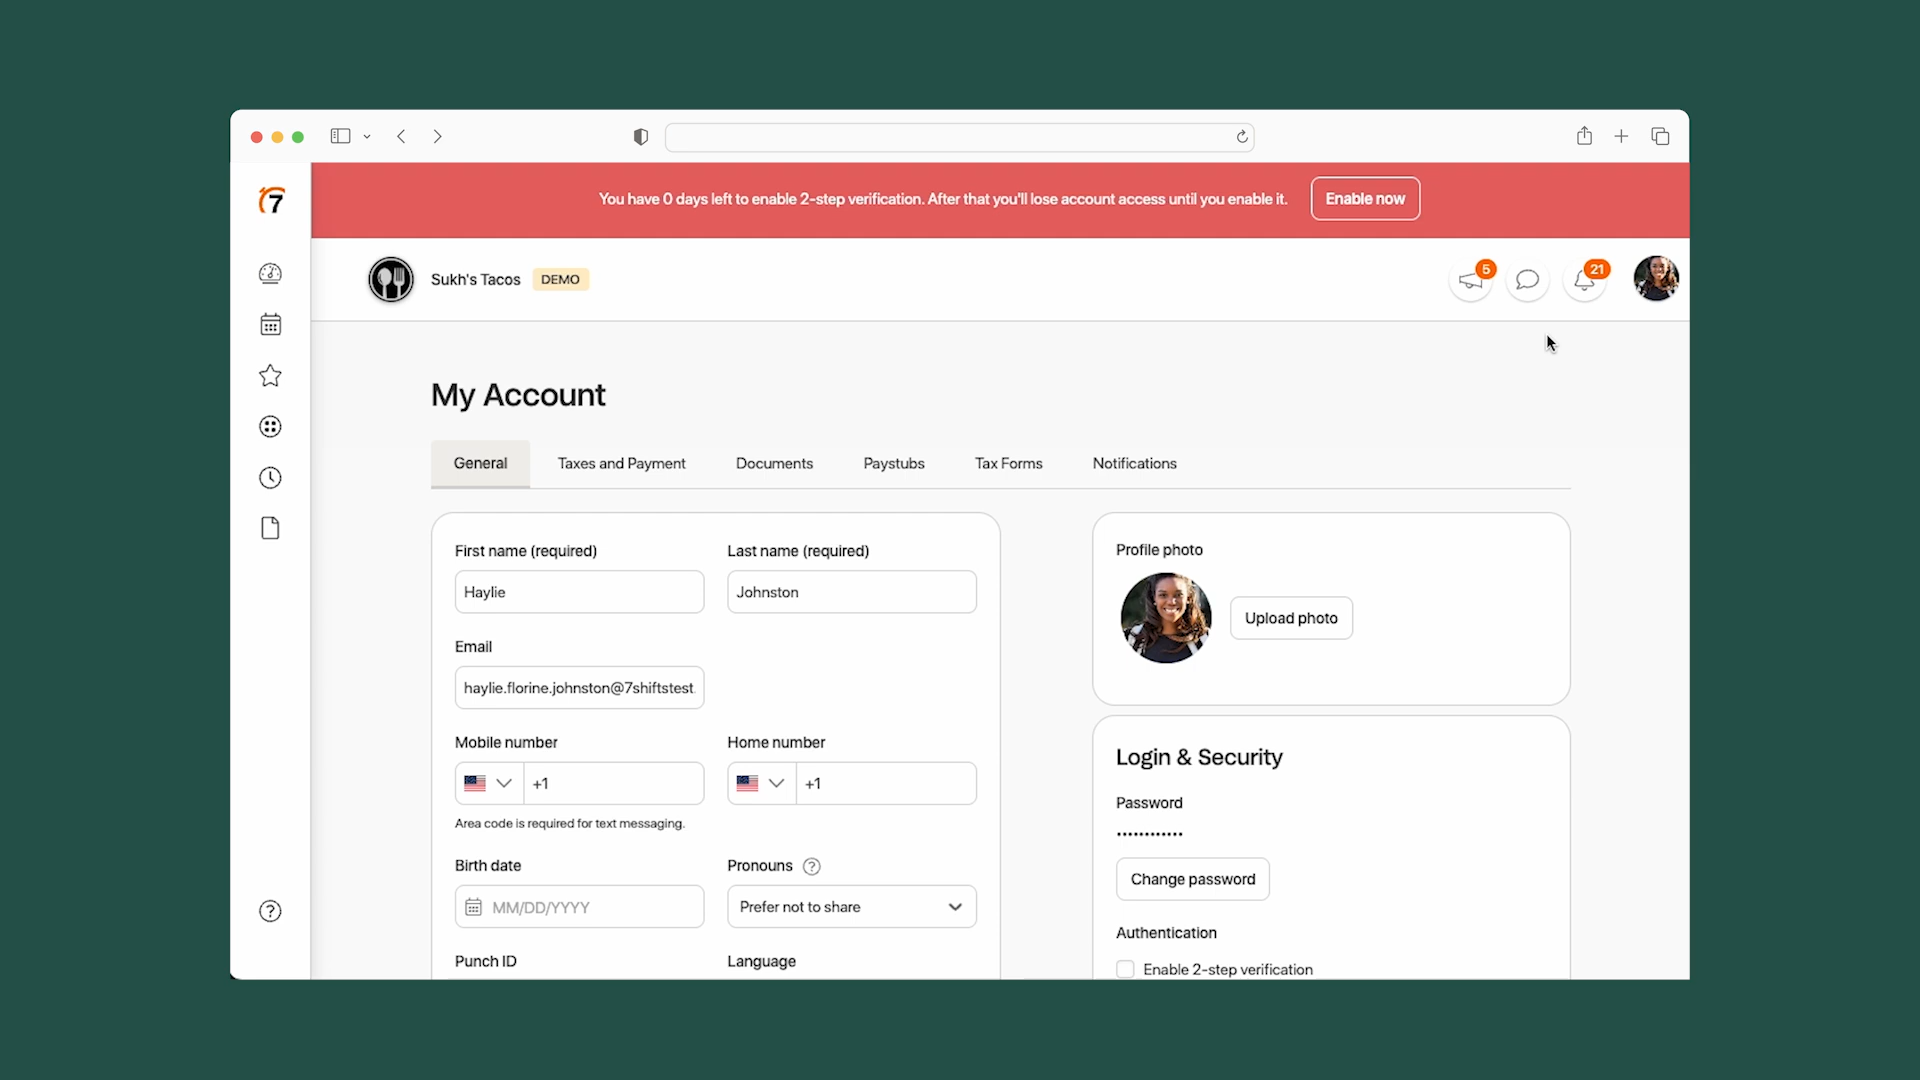 7
You have 0 days left to enable 2-step verification. After that you'll lose account access until you enable it.
Enable now
Sukh's Tacos
DEMO
5
21
My Account
General
Taxes and Payment
Documents
Paystubs
Tax Forms
Notifications
First name (required)
Last name (required)
Haylie
Johnston
Email
haylie.florine.johnston@7shiftstest.
Mobile number
Home number
+1
+1
Area code is required for text messaging.
Birth date
Pronouns
?
MM/DD/YYYY
Prefer not to share
Punch ID
Language
Profile photo
Upload photo
Login & Security
Password
••••••••••••
Change password
Authentication
Enable 2-step verification
?